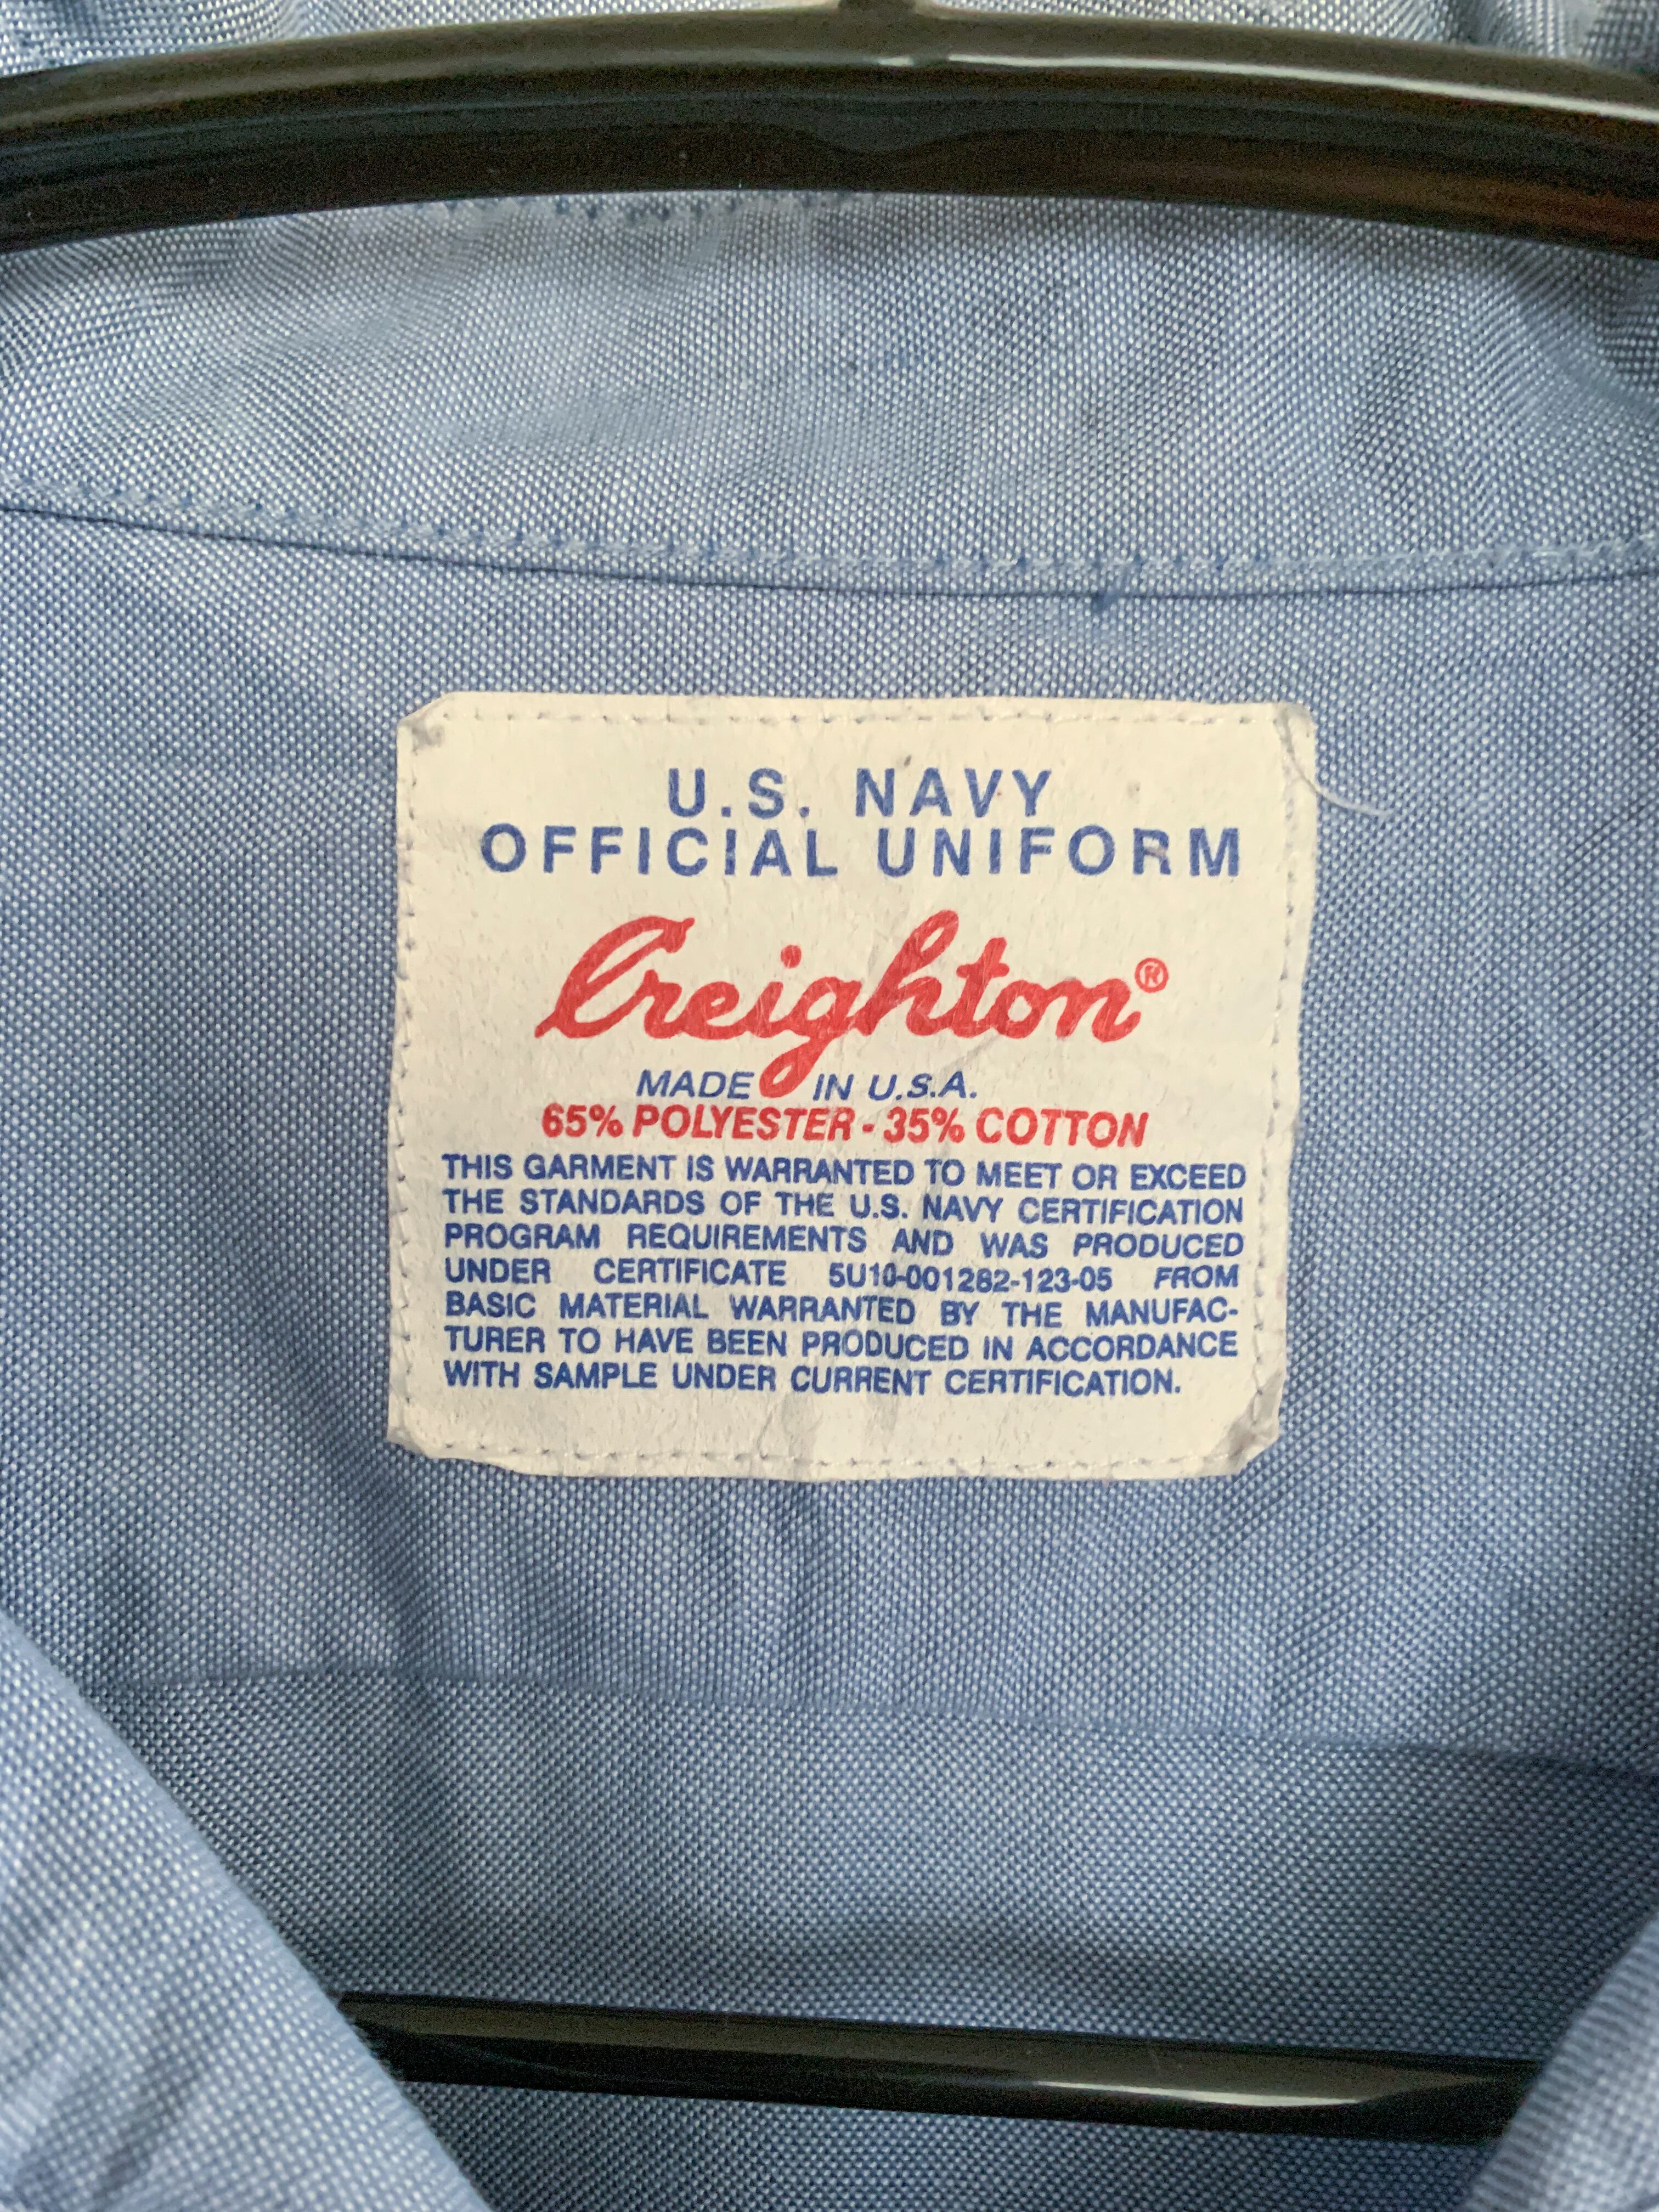 U.S. NAVY
OFFICIAL UNIFORM
Creighton®
MADE IN U.S.A.
65% POLYESTER - 35% COTTON
THIS GARMENT IS WARRANTED TO MEET OR EXCEED
THE STANDARDS OF THE U.S. NAVY CERTIFICATION
PROGRAM REQUIREMENTS AND WAS PRODUCED
UNDER CERTIFICATE 5U10-001282-123-05 FROM
BASIC MATERIAL WARRANTED BY THE MANUFAC-
TURER TO HAVE BEEN PRODUCED IN ACCORDANCE
WITH SAMPLE UNDER CURRENT CERTIFICATION.